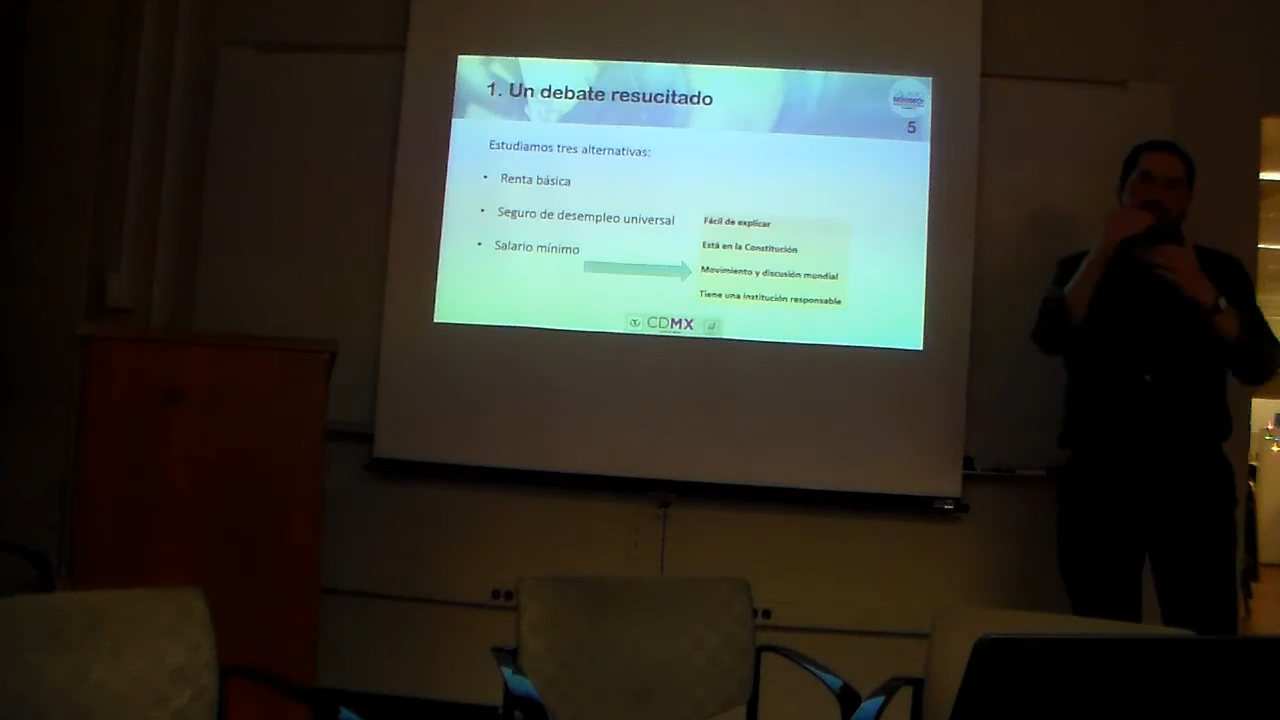 1. Un debate resucitado
MÍNIMO
5
Estudiamos tres alternativas:
• Renta básica
• Seguro de desempleo universal
• Salario mínimo
Fácil de explicar
Está en la Constitución
Movimiento y discusión mundial
Tiene una institución responsable
CDMX